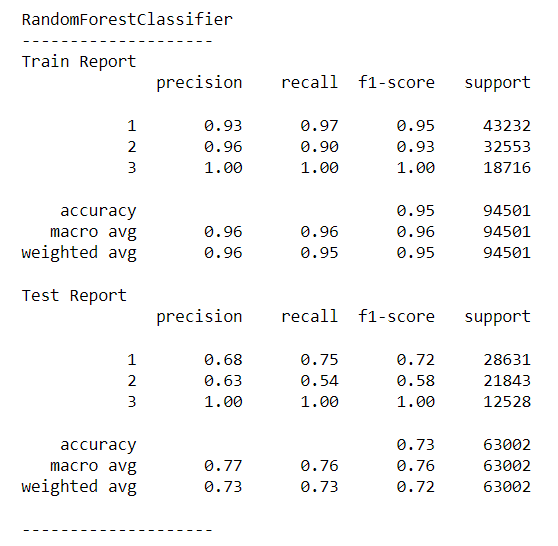 RandomForestClassifier
--------------------
Train Report
precision recall f1-score support
1 0.93 0.97 0.95 43232
2 0.96 0.90 0.93 32553
3 1.00 1.00 1.00 18716
accuracy 0.95 94501
macro avg 0.96 0.96 0.96 94501
weighted avg 0.96 0.95 0.95 94501
Test Report
precision recall f1-score support
1 0.68 0.75 0.72 28631
2 0.63 0.54 0.58 21843
3 1.00 1.00 1.00 12528
accuracy 0.73 63002
macro avg 0.77 0.76 0.76 63002
weighted avg 0.73 0.73 0.72 63002
--------------------